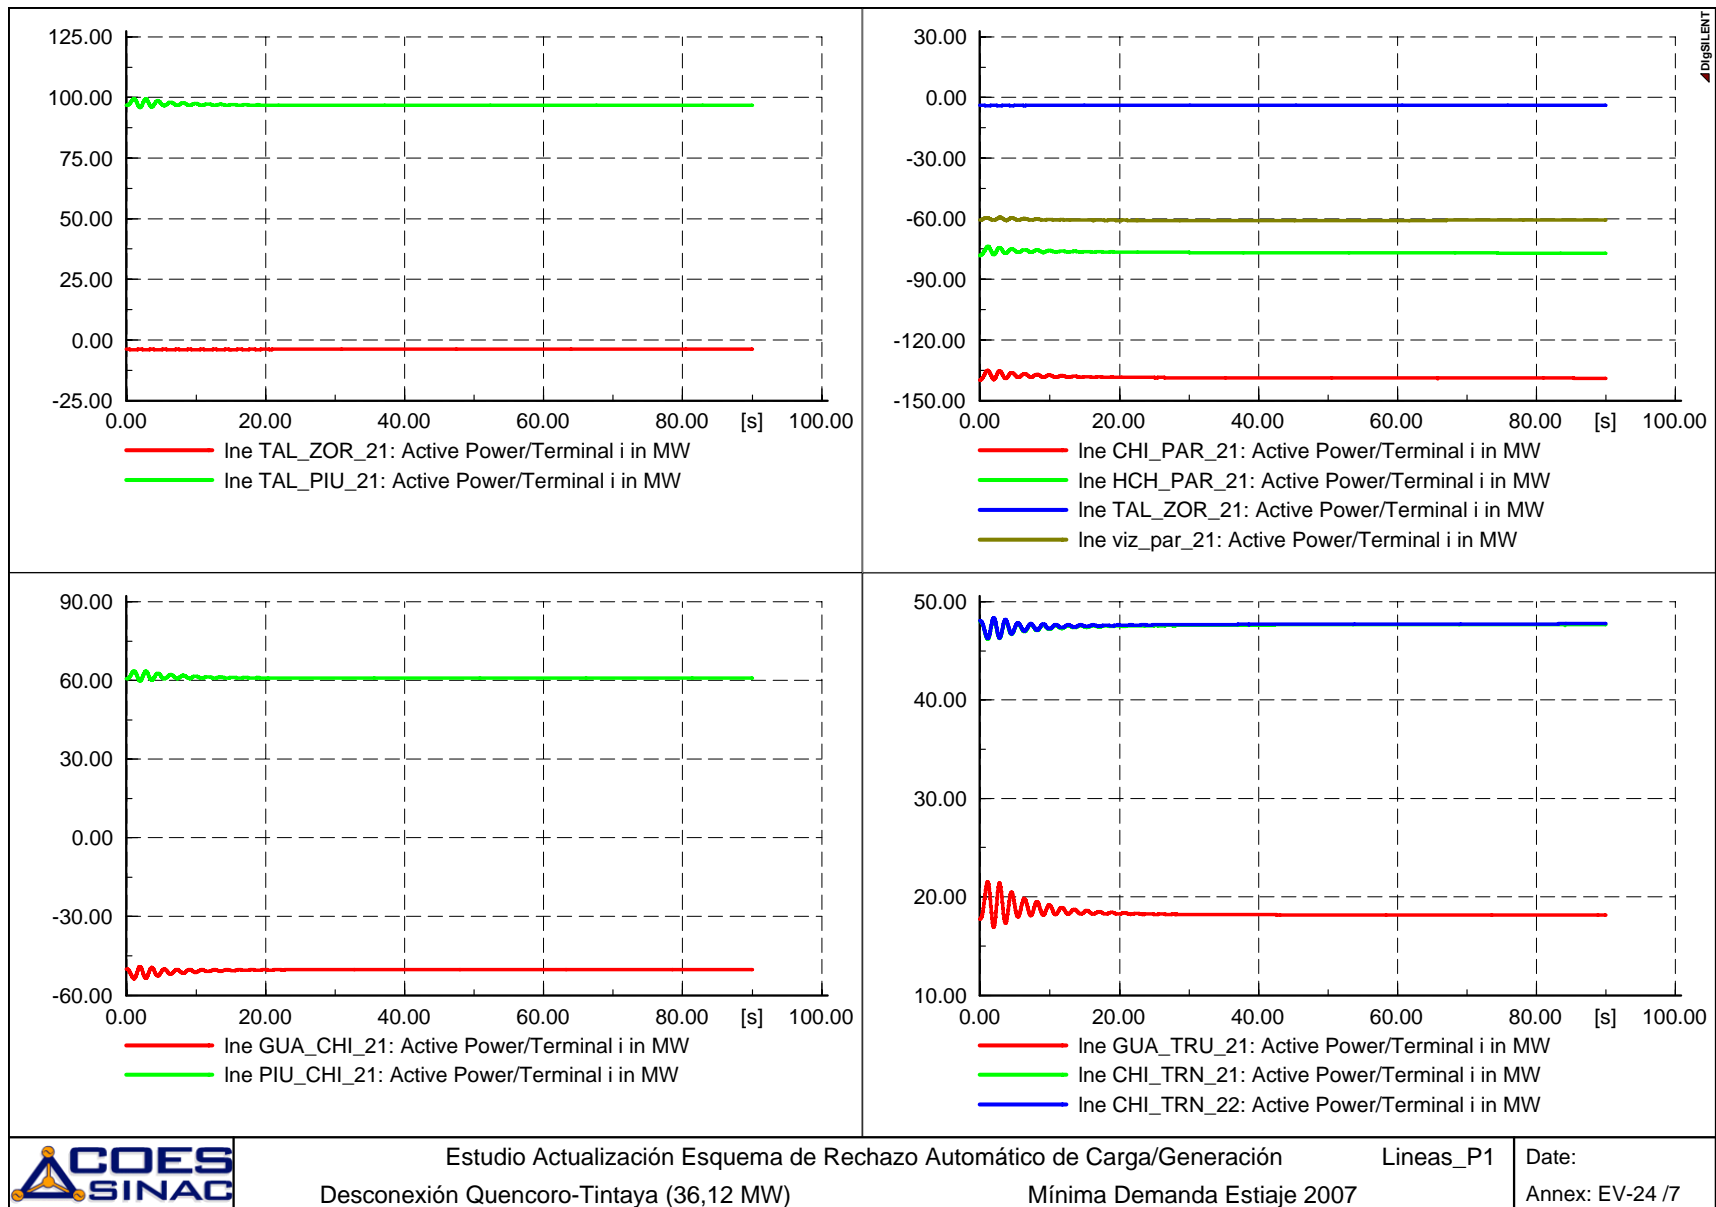 125.00
100.00
75.00
50.00
25.00
0.00
-25.00
0.00 20.00 40.00 60.00 80.00 [s] 100.00
lne TAL_ZOR_21: Active Power/Terminal i in MW
lne TAL_PIU_21: Active Power/Terminal i in MW
30.00
0.00
-30.00
-60.00
-90.00
-120.00
-150.00
0.00 20.00 40.00 60.00 80.00 [s] 100.00
lne CHI_PAR_21: Active Power/Terminal i in MW
lne HCH_PAR_21: Active Power/Terminal i in MW
lne TAL_ZOR_21: Active Power/Terminal i in MW
lne viz_par_21: Active Power/Terminal i in MW
DIgSILENT
90.00
60.00
30.00
0.00
-30.00
-60.00
0.00 20.00 40.00 60.00 80.00 [s] 100.00
lne GUA_CHI_21: Active Power/Terminal i in MW
lne PIU_CHI_21: Active Power/Terminal i in MW
50.00
40.00
30.00
20.00
10.00
0.00 20.00 40.00 60.00 80.00 [s] 100.00
lne GUA_TRU_21: Active Power/Terminal i in MW
lne CHI_TRN_21: Active Power/Terminal i in MW
lne CHI_TRN_22: Active Power/Terminal i in MW
COES
SINAC
Estudio Actualización Esquema de Rechazo Automático de Carga/Generación Lineas_P1
Desconexión Quencoro-Tintaya (36,12 MW) Mínima Demanda Estiaje 2007
Date:
Annex: EV-24 /7